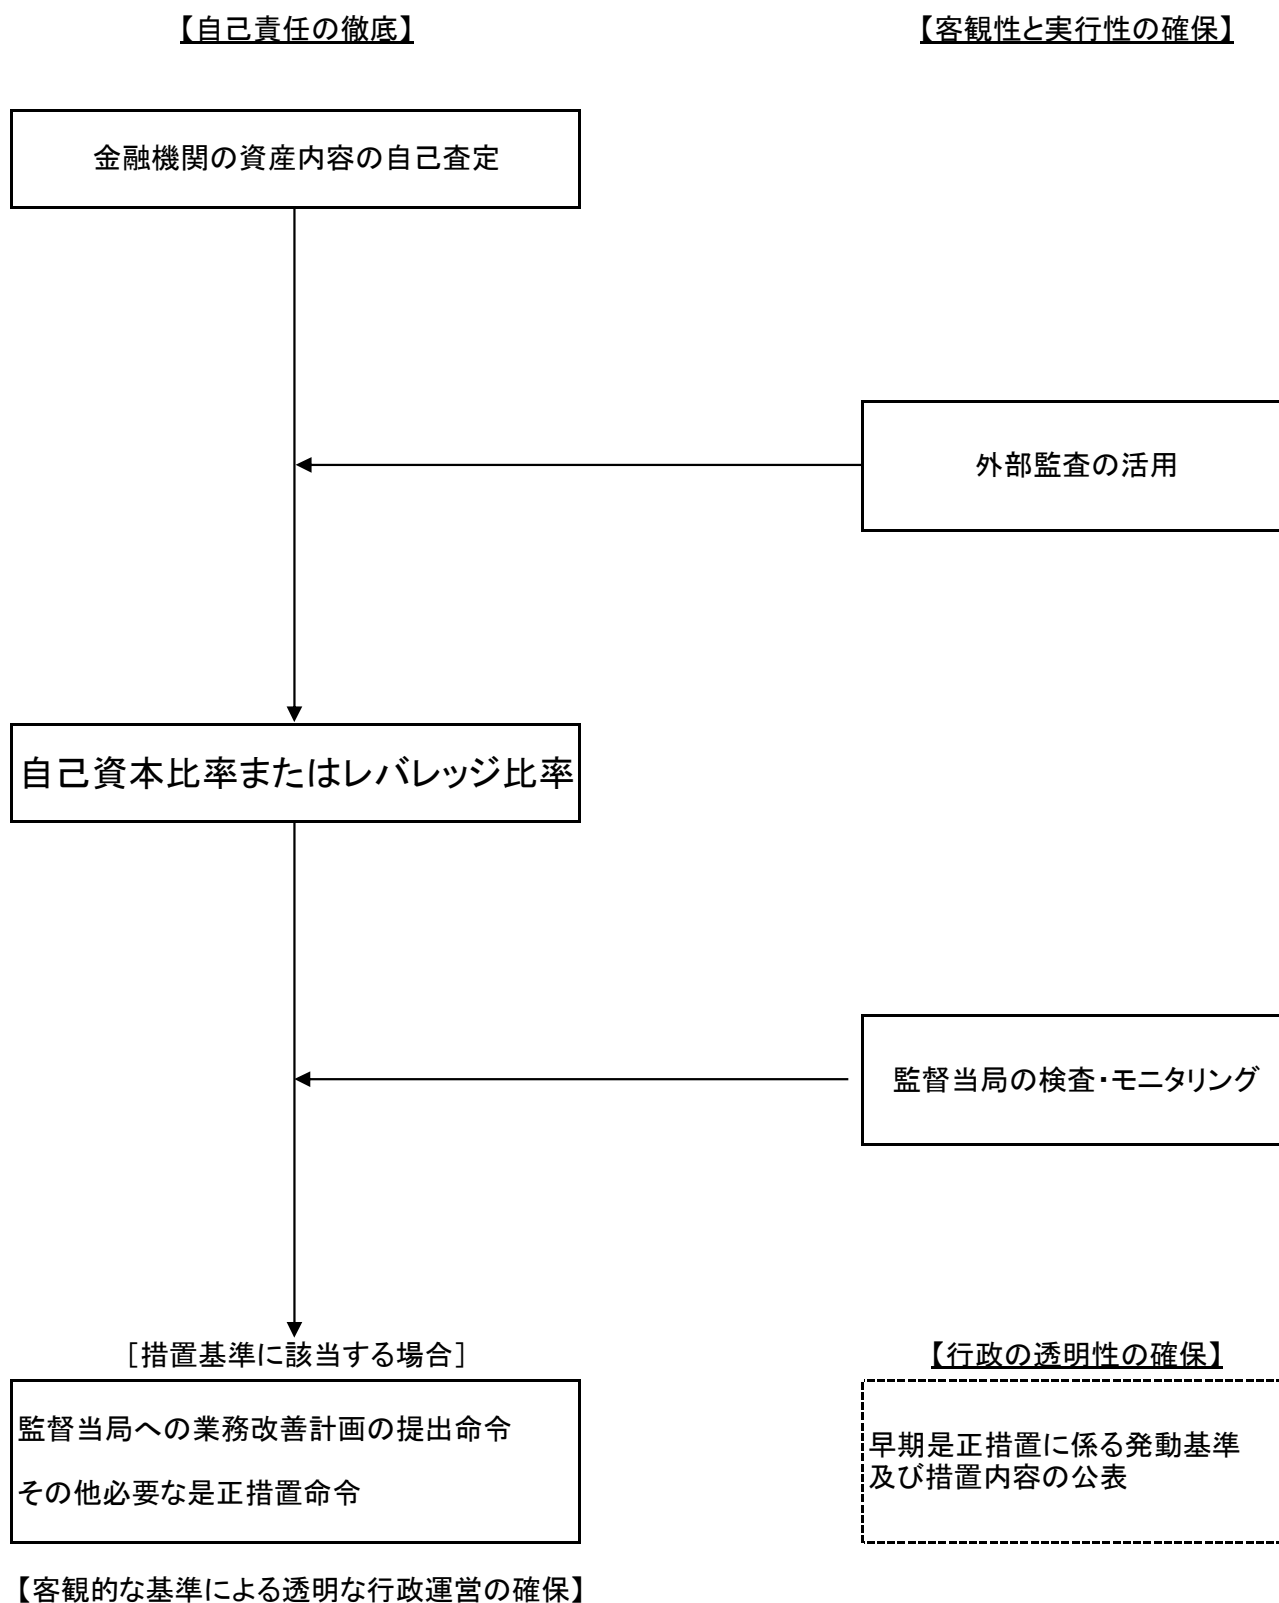 【自己責任の徹底】
【客観性と実行性の確保】
金融機関の資産内容の自己査定
外部監査の活用
自己資本比率またはレバレッジ比率
監督当局の検査・モニタリング
[措置基準に該当する場合]
【行政の透明性の確保】
監督当局への業務改善計画の提出命令
その他必要な是正措置命令
早期是正措置に係る発動基準
及び措置内容の公表
【客観的な基準による透明な行政運営の確保】